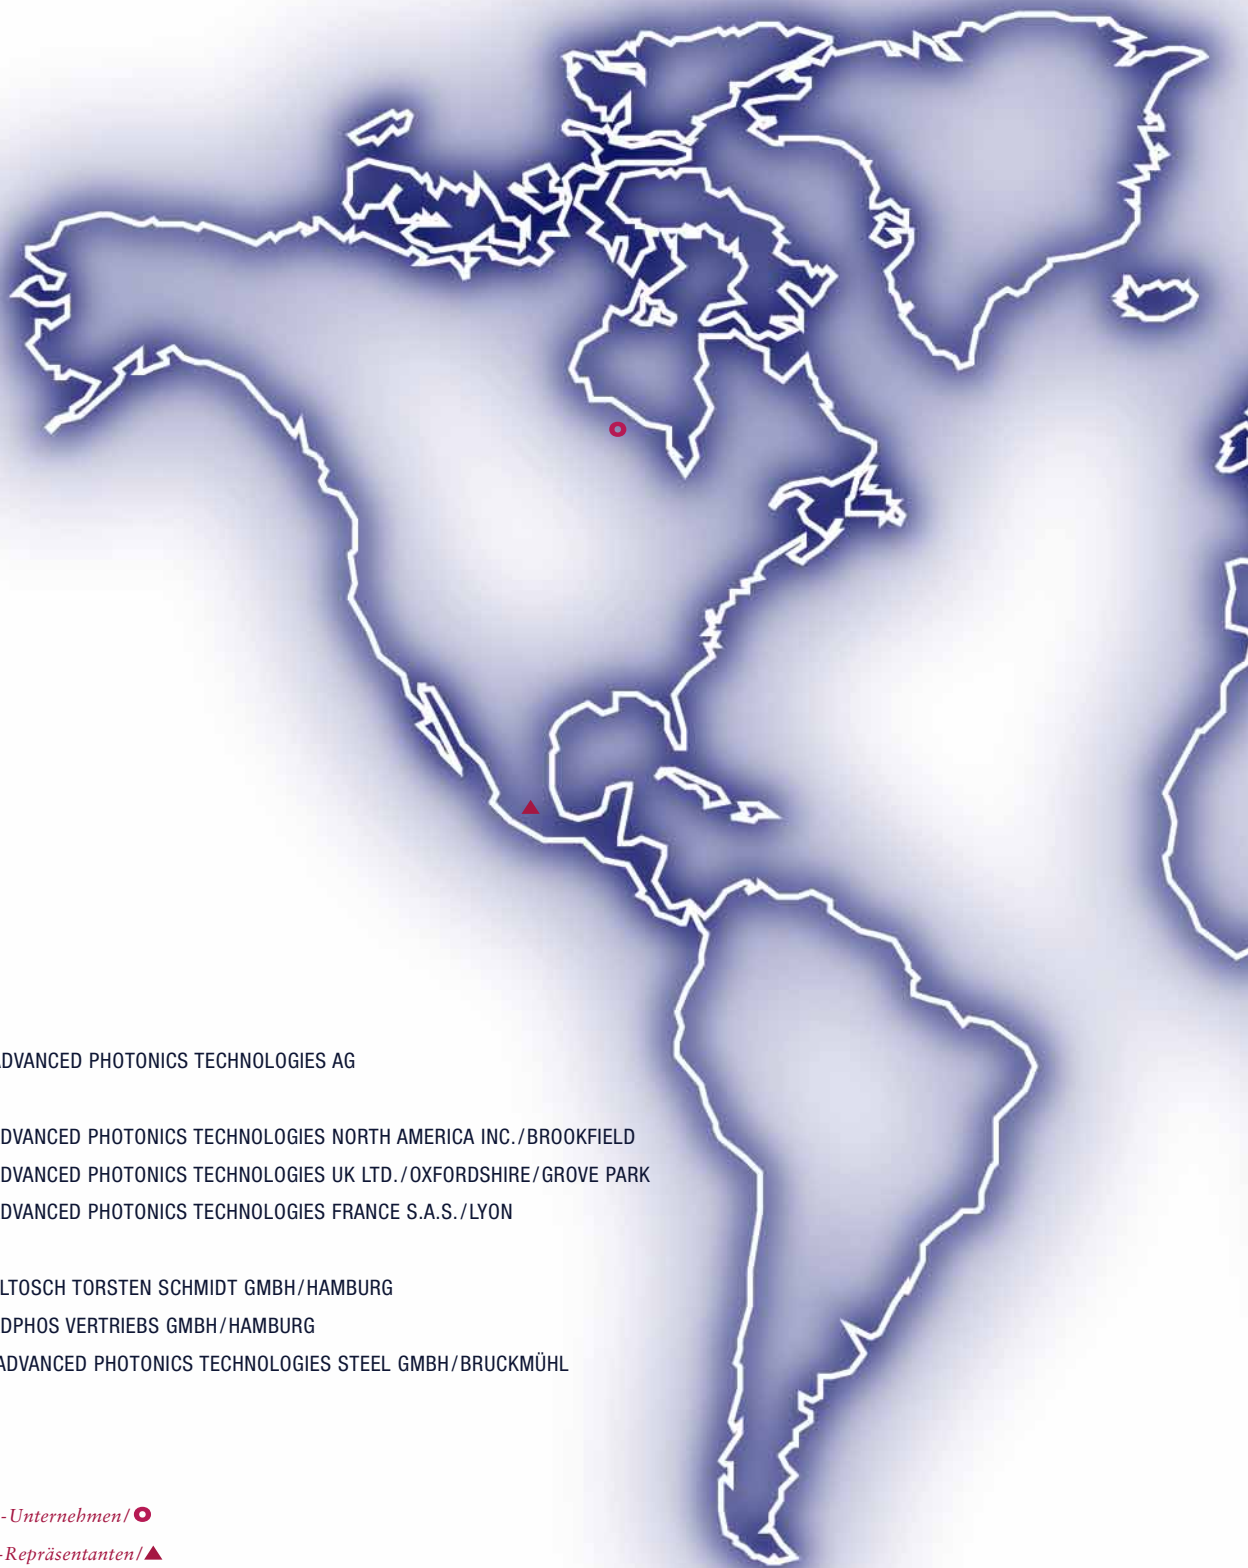 ADVANCED PHOTONICS TECHNOLOGIES AG
DVANCED PHOTONICS TECHNOLOGIES NORTH AMERICA INC./BROOKFIELD
DVANCED PHOTONICS TECHNOLOGIES UK LTD./OXFORDSHIRE/GROVE PARK
DVANCED PHOTONICS TECHNOLOGIES FRANCE S.A.S./LYON
LTOSCH TORSTEN SCHMIDT GMBH/HAMBURG
DPHOS VERTRIEBS GMBH/HAMBURG
ADVANCED PHOTONICS TECHNOLOGIES STEEL GMBH/BRUCKMÜHL
-Unternehmen/
-Repräsentanten/